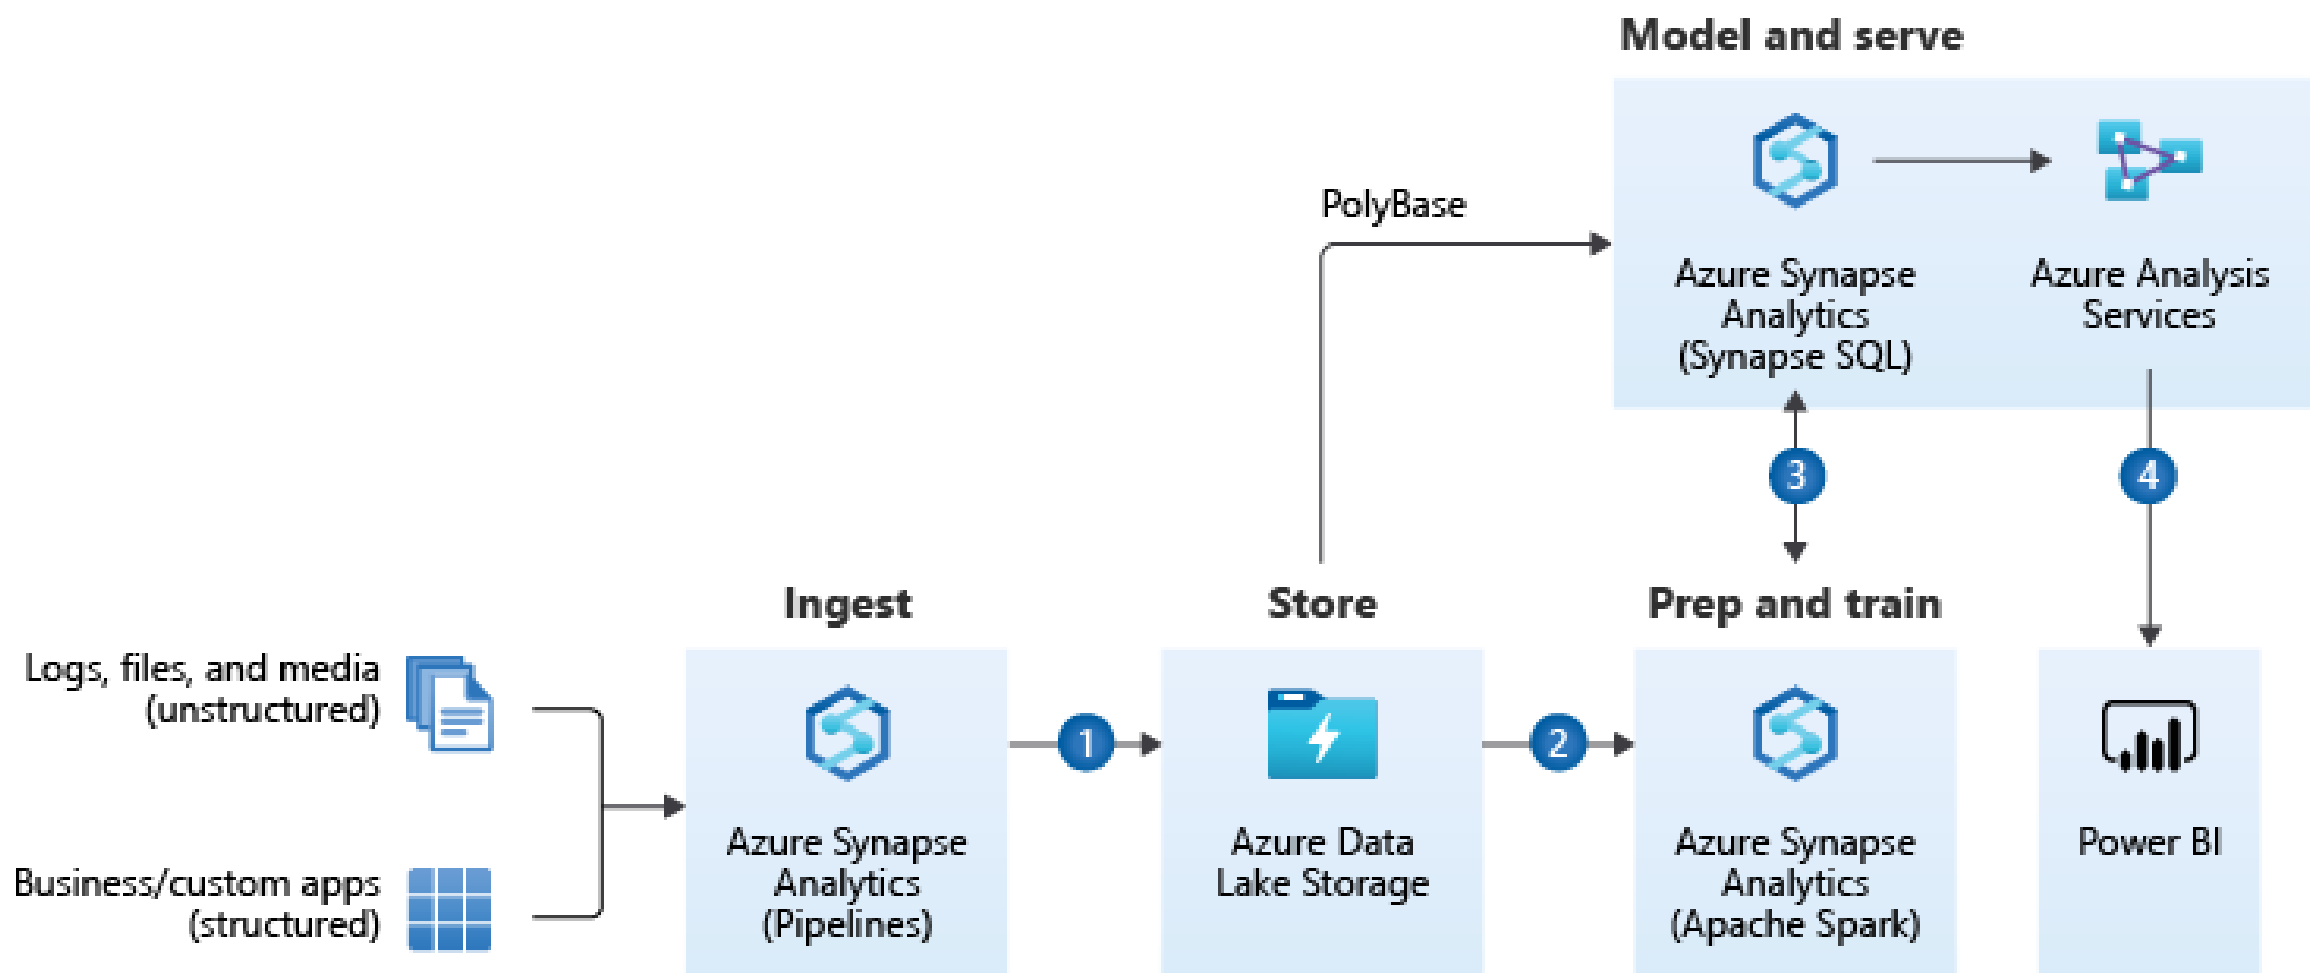 Model and serve
PolyBase
Azure Synapse
Analytics
(Synapse SQL)
Azure Analysis
Services
3
4
Ingest
Store
Prep and train
Logs, files, and media
(unstructured)
Business/custom apps
(structured)
Azure Synapse
Analytics
(Pipelines)
1
Azure Data
Lake Storage
2
Azure Synapse
Analytics
(Apache Spark)
Power BI